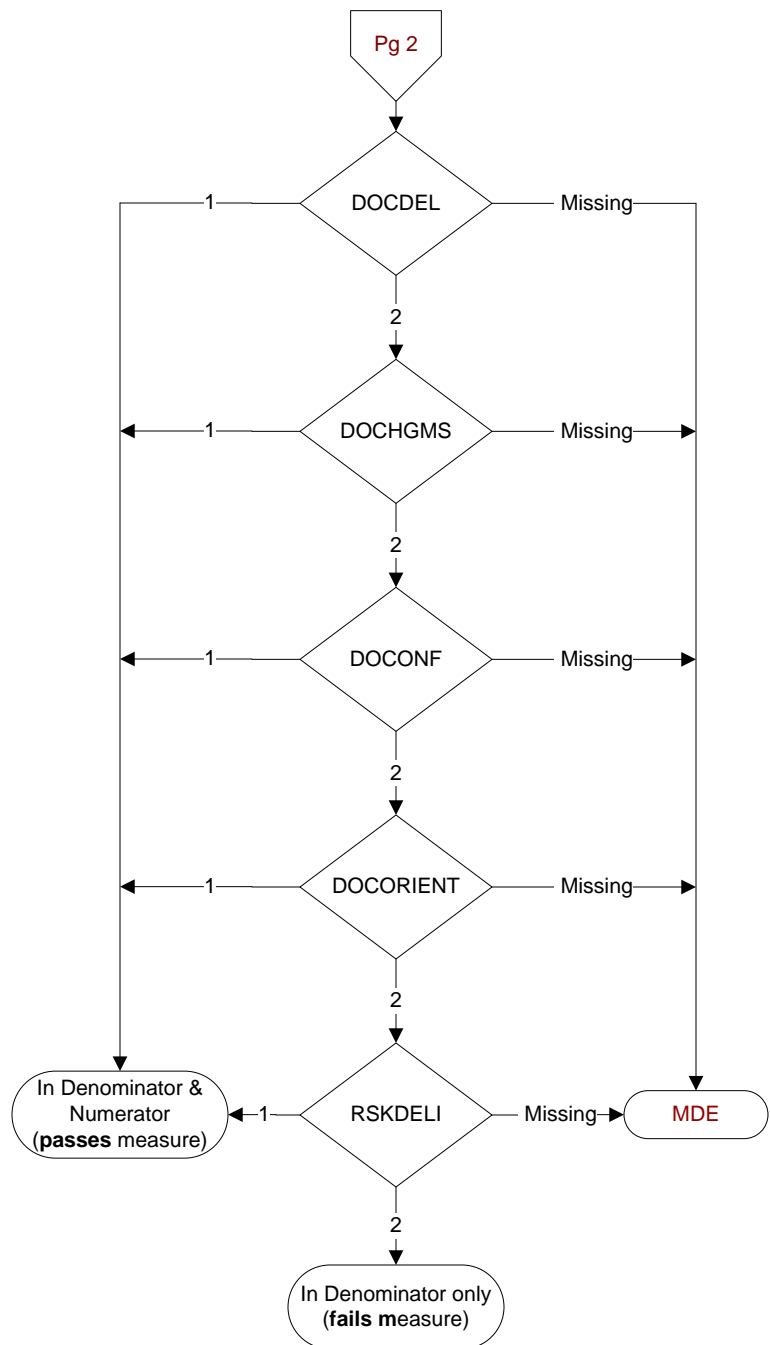 Pg 2
DOCDEL
1
Missing
2
DOCHGMS
1
Missing
2
DOCONF
1
Missing
2
DOCORIENT
1
Missing
2
In Denominator &
Numerator
(passes measure)
1
RSKDELI
Missing
MDE
2
In Denominator only
(fails measure)